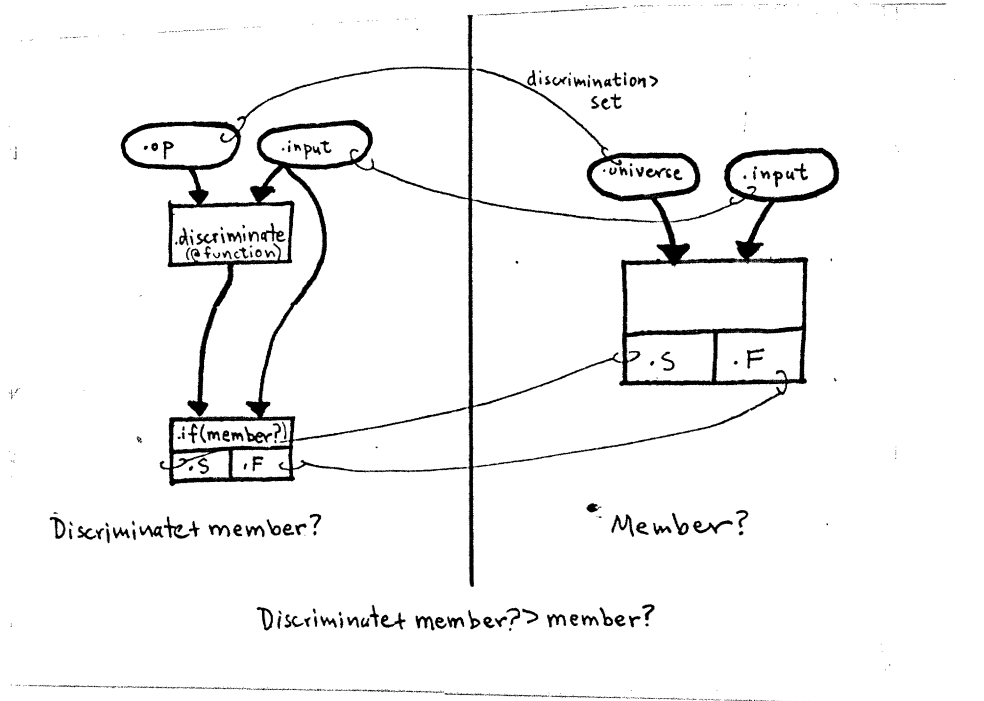 discrimination>
set
.op
.input
.universe
.input
.discriminate
(@function)
.S
.F
.if(member?)
.S
.F
Discriminate+ member?
Member?
Discriminate+ member?> member?